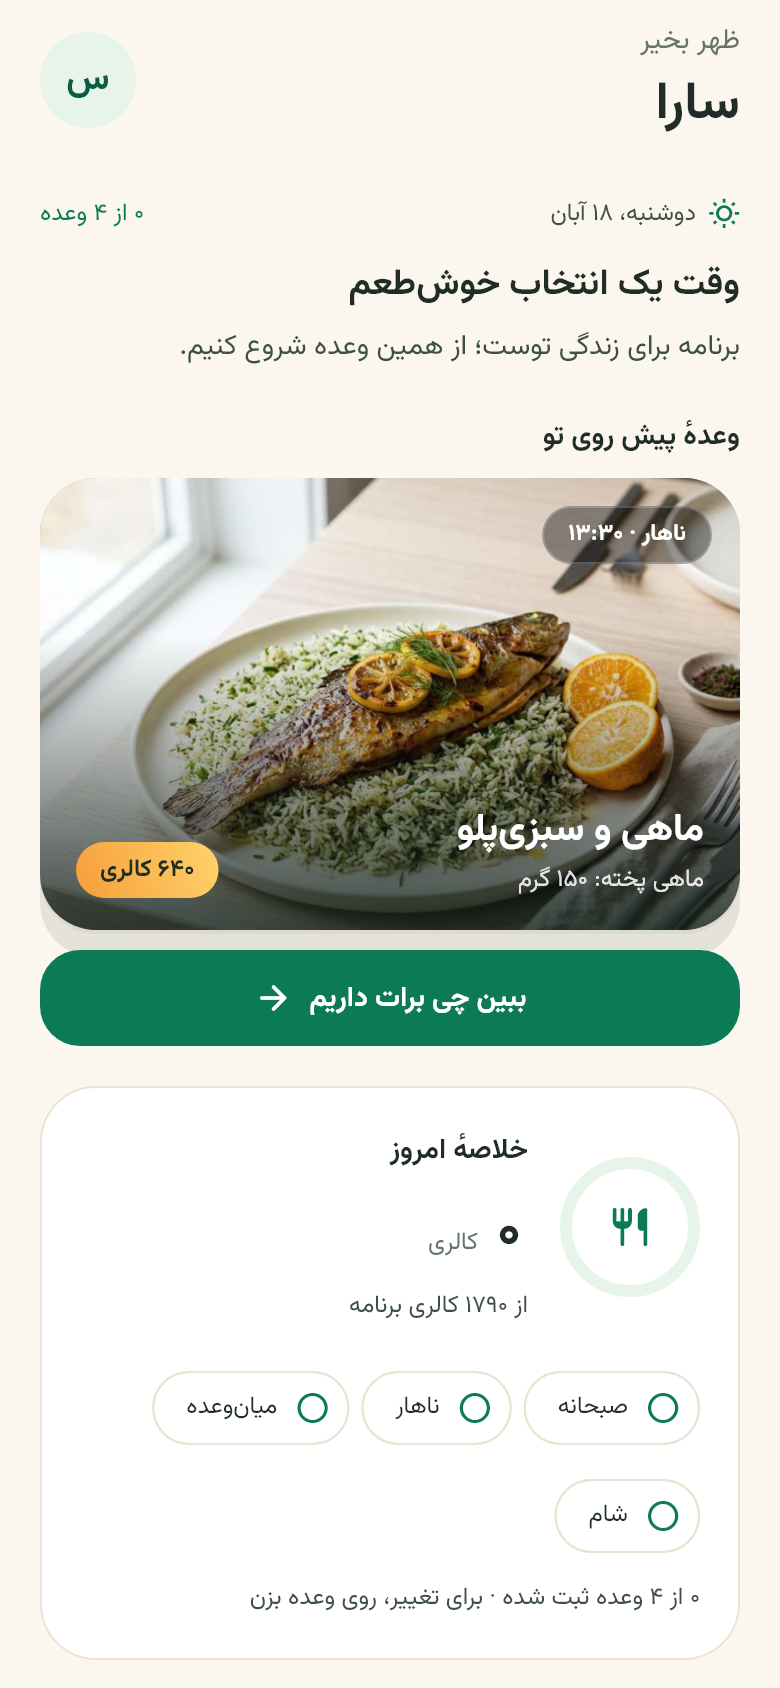 ظهر بخیر
سارا
س
دوشنبه، ۱۸ آبان
۰ از ۴ وعده
وقت یک انتخاب خوش‌طعم
برنامه برای زندگی توست؛ از همین وعده شروع کنیم.
وعدهٔ پیش روی تو
ناهار · ۱۳:۳۰
ماهی و سبزی‌پلو
ماهی پخته: ۱۵۰ گرم
۶۴۰ کالری
ببین چی برات داریم
خلاصهٔ امروز
۰ کالری
از ۱۷۹۰ کالری برنامه
صبحانه
ناهار
میان‌وعده
شام
۰ از ۴ وعده ثبت شده · برای تغییر، روی وعده بزن